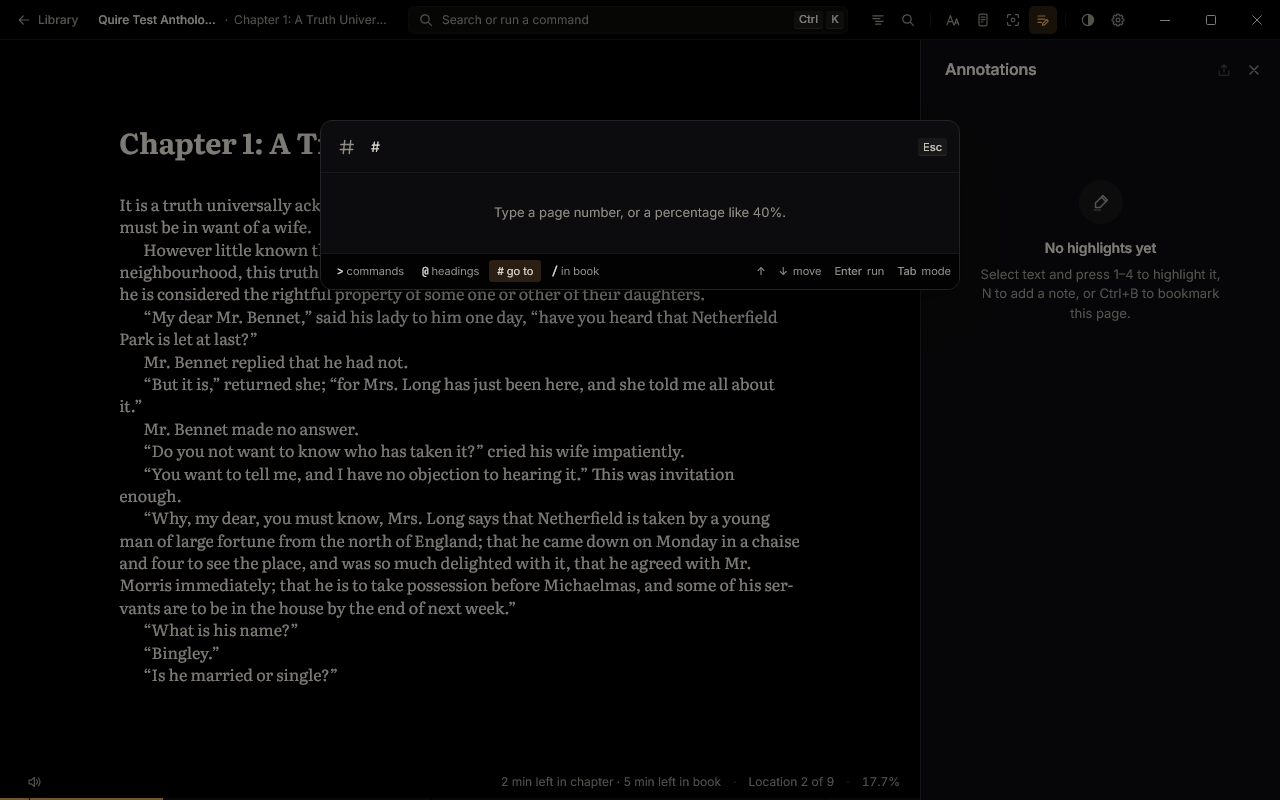 Library
Quire Test Antholo... · Chapter 1: A Truth Univer...
Search or run a command
Ctrl K
Annotations
Chapter 1: A T
# #
Esc
Type a page number, or a percentage like 40%.
> commands @ headings # go to / in book ↑ ↓ move Enter run Tab mode
It is a truth universally ack
must be in want of a wife.
However little known t
neighbourhood, this truth
he is considered the rightful property of some one or other of their daughters.
“My dear Mr. Bennet,” said his lady to him one day, “have you heard that Netherfield
Park is let at last?”
Mr. Bennet replied that he had not.
“But it is,” returned she; “for Mrs. Long has just been here, and she told me all about
it.”
Mr. Bennet made no answer.
“Do you not want to know who has taken it?” cried his wife impatiently.
“You want to tell me, and I have no objection to hearing it.” This was invitation
enough.
“Why, my dear, you must know, Mrs. Long says that Netherfield is taken by a young
man of large fortune from the north of England; that he came down on Monday in a chaise
and four to see the place, and was so much delighted with it, that he agreed with Mr.
Morris immediately; that he is to take possession before Michaelmas, and some of his ser-
vants are to be in the house by the end of next week.”
“What is his name?”
“Bingley.”
“Is he married or single?”
No highlights yet
Select text and press 1–4 to highlight it,
N to add a note, or Ctrl+B to bookmark
this page.
2 min left in chapter · 5 min left in book · Location 2 of 9 · 17.7%